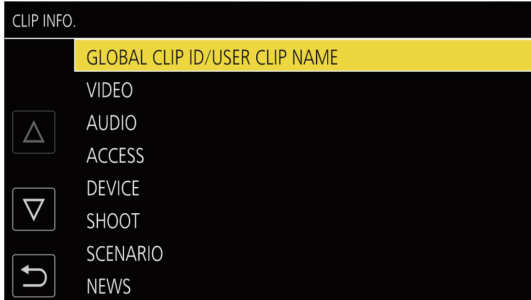 CLIP INFO.
GLOBAL CLIP ID/USER CLIP NAME
VIDEO
AUDIO
ACCESS
DEVICE
SHOOT
SCENARIO
NEWS